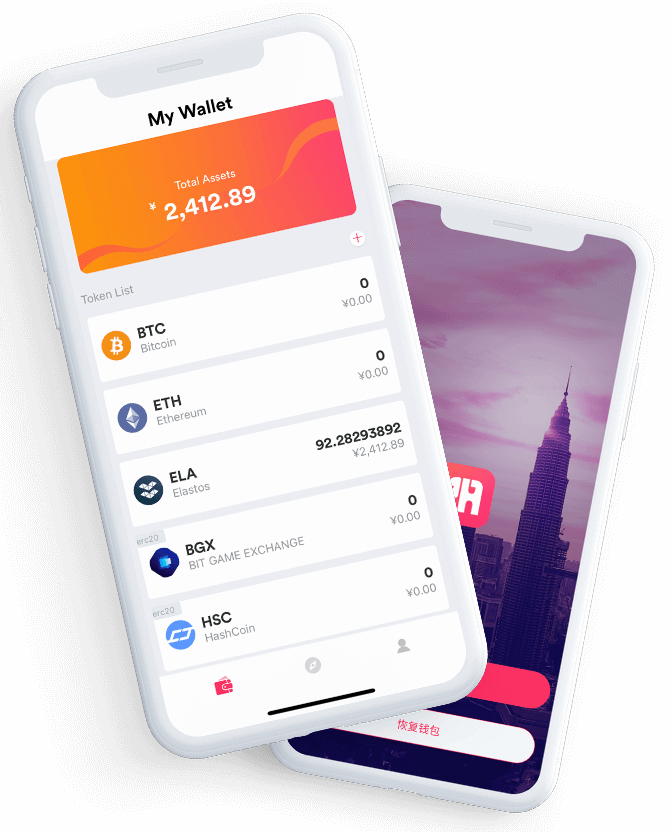 My Wallet
Total Assets
¥ 2,412.89
Token List
BTC
Bitcoin
0
¥0.00
ETH
Ethereum
0
¥0.00
ELA
Elastos
92.28293892
¥2,412.89
erc20
BGX
BIT GAME EXCHANGE
0
¥0.00
erc20
HSC
HashCoin
0
¥0.00
恢复钱包